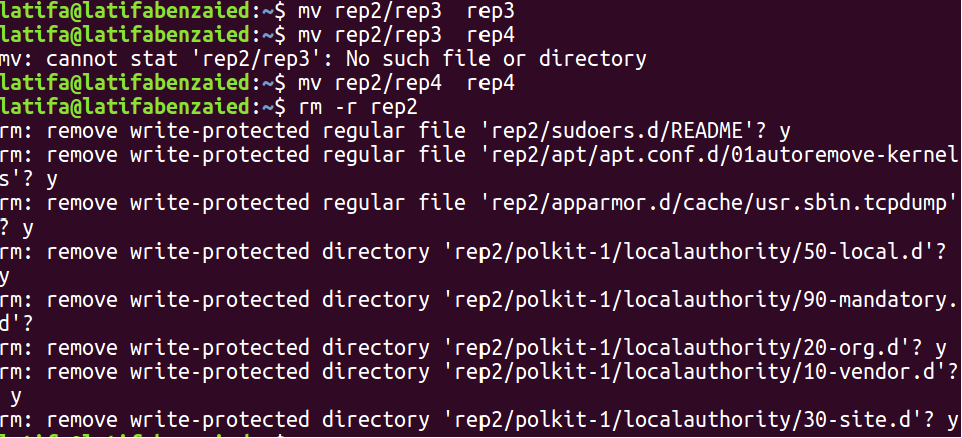 latifa@latifabenzaied:~$ mv rep2/rep3  rep3
latifa@latifabenzaied:~$ mv rep2/rep3  rep4
mv: cannot stat 'rep2/rep3': No such file or directory
latifa@latifabenzaied:~$ mv rep2/rep4  rep4
latifa@latifabenzaied:~$ rm -r rep2
rm: remove write-protected regular file 'rep2/sudoers.d/README'? y
rm: remove write-protected regular file 'rep2/apt/apt.conf.d/01autoremove-kernel
s'? y
rm: remove write-protected regular file 'rep2/apparmor.d/cache/usr.sbin.tcpdump'
? y
rm: remove write-protected directory 'rep2/polkit-1/localauthority/50-local.d'?
y
rm: remove write-protected directory 'rep2/polkit-1/localauthority/90-mandatory.
d'?
rm: remove write-protected directory 'rep2/polkit-1/localauthority/20-org.d'? y
rm: remove write-protected directory 'rep2/polkit-1/localauthority/10-vendor.d'?
 y
rm: remove write-protected directory 'rep2/polkit-1/localauthority/30-site.d'? y
latifa@latifabenzaied:~$